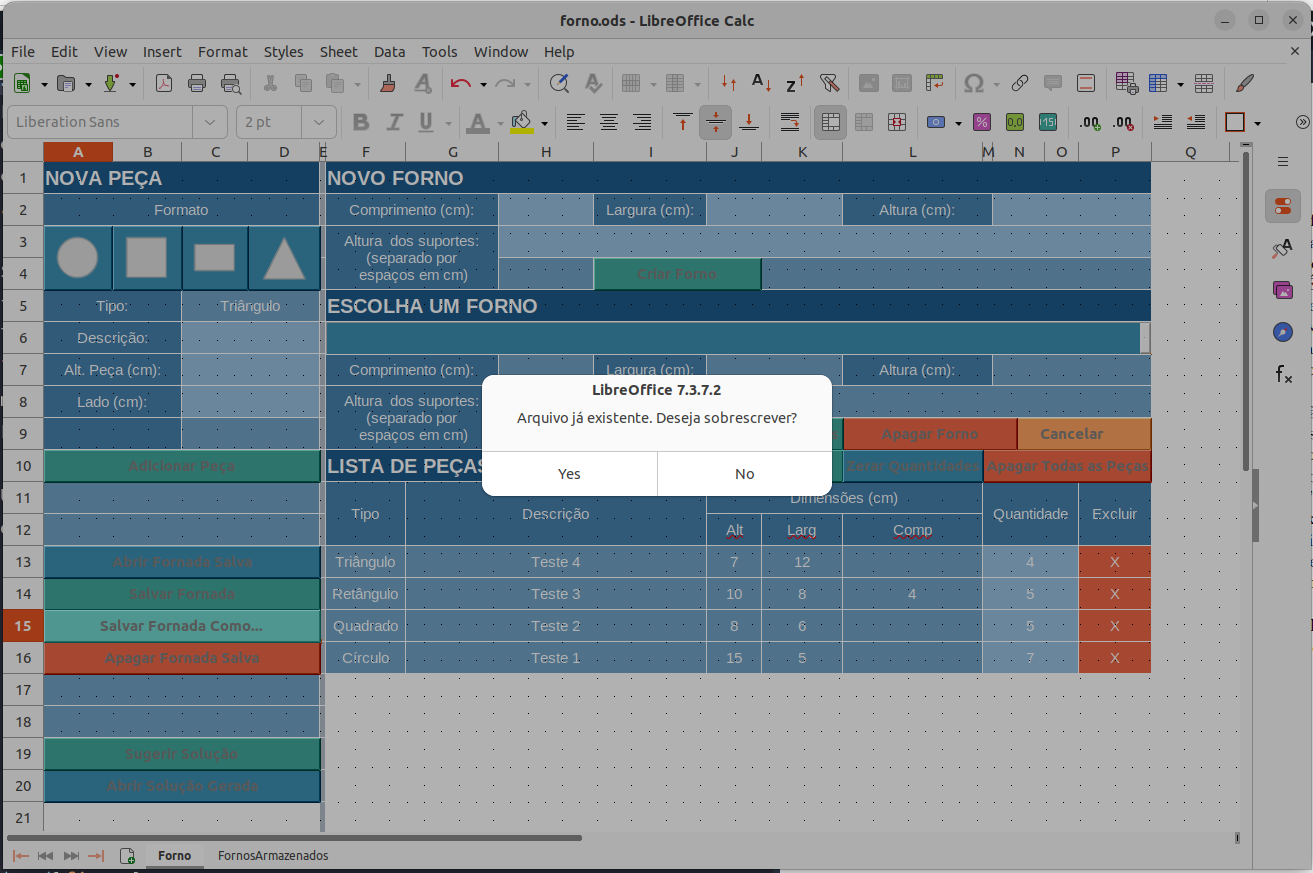 forno.ods - LibreOffice Calc
File Edit View Insert Format Styles Sheet Data Tools Window Help
Liberation Sans 2 pt
A B C D E F G H I J K L M N O P Q
1 NOVA PEÇA NOVO FORNO
2 Formato Comprimento (cm): Largura (cm): Altura (cm):
3 Altura dos suportes:
(separado por
4 espaços em cm) Criar Forno
5 Tipo: Triângulo ESCOLHA UM FORNO
6 Descrição:
7 Alt. Peça (cm): Comprimento (cm): Largura (cm): Altura (cm):
LibreOffice 7.3.7.2
Arquivo já existente. Deseja sobrescrever?
Yes No
8 Lado (cm): Altura dos suportes:
(separado por
9 espaços em cm) Apagar Forno Cancelar
10 Adicionar Peça LISTA DE PEÇAS Zerar Quantidades Apagar Todas as Peças
11 Tipo Descrição Dimensões (cm) Quantidade Excluir
12 Alt Larg Comp
13 Abrir Fornada Salva Triângulo Teste 4 7 12 4 X
14 Salvar Fornada Retângulo Teste 3 10 8 4 5 X
15 Salvar Fornada Como... Quadrado Teste 2 8 6 5 X
16 Apagar Fornada Salva Círculo Teste 1 15 5 7 X
17
18
19 Sugerir Solução
20 Abrir Solução Gerada
21
Forno FornosArmazenados